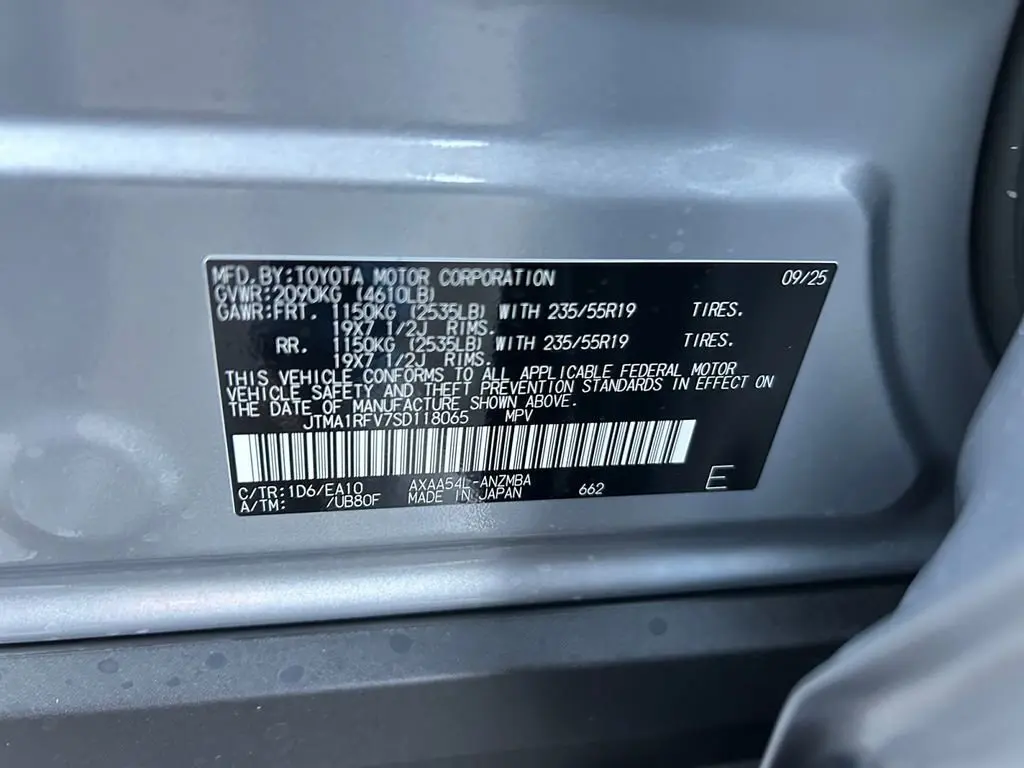 MFD.BY:TOYOTA MOTOR CORPORATION 09/25
GVWR:2090KG (4610LB)
GAWR:FRT. 1150KG (2535LB) WITH 235/55R19 TIRES.
19X7 1/2J RIMS.
RR. 1150KG (2535LB) WITH 235/55R19 TIRES.
19X7 1/2J RIMS.
THIS VEHICLE CONFORMS TO ALL APPLICABLE FEDERAL MOTOR
VEHICLE SAFETY AND THEFT PREVENTION STANDARDS IN EFFECT ON
THE DATE OF MANUFACTURE SHOWN ABOVE.
JTMA1RFV7SD118065 MPV
C/TR:1D6/EA10 AXAA54L-ANZMBA
A/TM: /UB80F MADE IN JAPAN 662 E